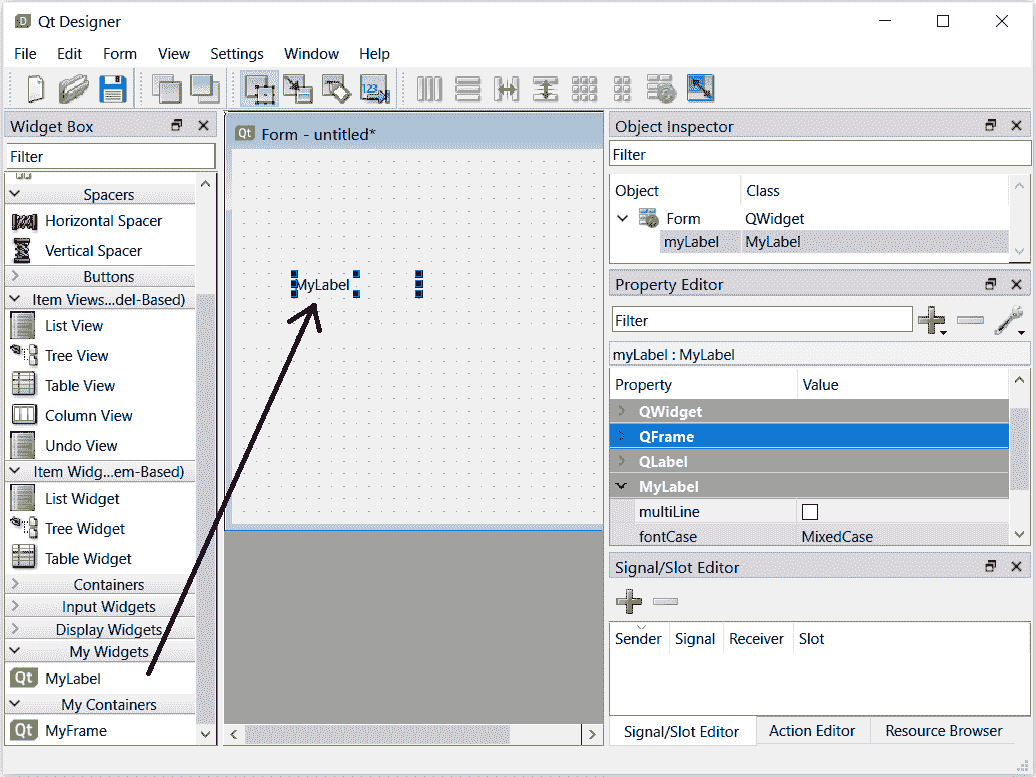 Qt Designer
File Edit Form View Settings Window Help
123
Widget Box
Filter
Spacers
Horizontal Spacer
Vertical Spacer
Buttons
Item Views...del-Based)
List View
Tree View
Table View
Column View
Undo View
Item Widg...em-Based)
List Widget
Tree Widget
Table Widget
Containers
Input Widgets
Display Widgets
My Widgets
Qt MyLabel
My Containers
Qt MyFrame
Qt Form - untitled*
MyLabel
Object Inspector
Filter
Object Class
Form QWidget
myLabel MyLabel
Property Editor
Filter
myLabel : MyLabel
Property Value
QWidget
QFrame
QLabel
MyLabel
multiLine
fontCase MixedCase
Signal/Slot Editor
Sender Signal Receiver Slot
Signal/Slot Editor Action Editor Resource Browser